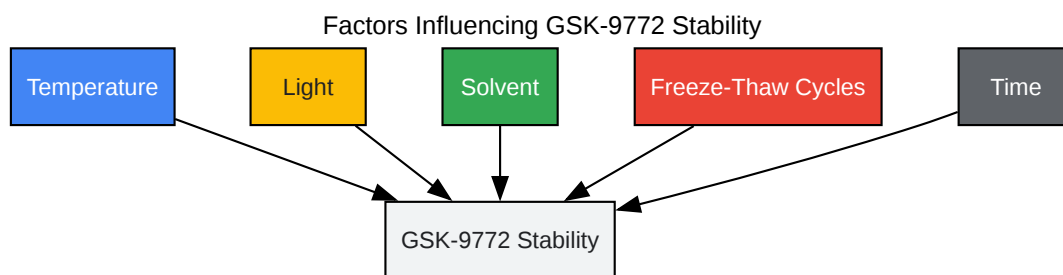 Factors Influencing GSK-9772 Stability
Temperature
Light
Solvent
Freeze-Thaw Cycles
Time
GSK-9772 Stability